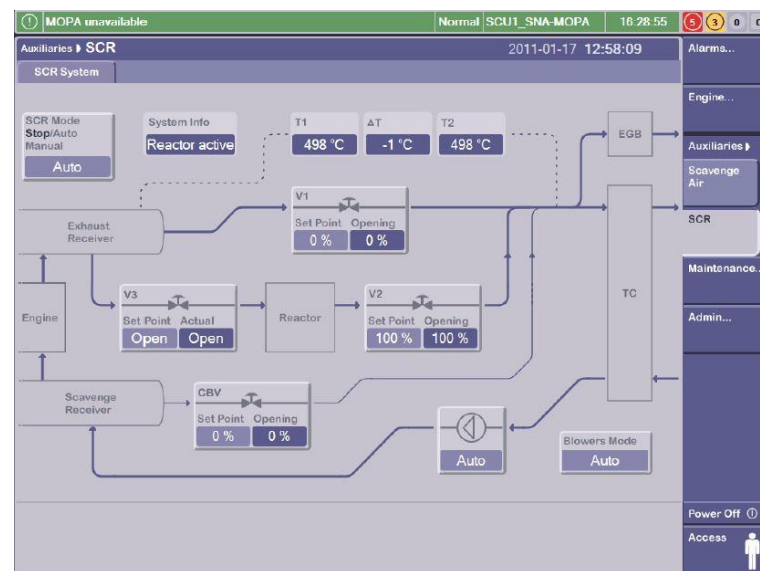 MOPA unavailable
Normal SCU1_SNA-MOPA 16:28:55
5 3 0
Auxiliaries SCR
2011-01-17 12:58:09
Alarms...
SCR System
Engine...
SCR Mode
Stop/Auto
Manual
Auto
System Info
Reactor active
T1
498 °C
ΔT
-1 °C
T2
498 °C
EGB
Auxiliaries
Scavenge
Air
SCR
Maintenance..
Admin...
Exhaust
Receiver
V1
Set Point Opening
0 % 0 %
Engine
V3
Set Point Actual
Open Open
Reactor
V2
Set Point Opening
100 % 100 %
TC
Scavenge
Receiver
CBV
Set Point Opening
0 % 0 %
Auto
Blowers Mode
Auto
Power Off
Access